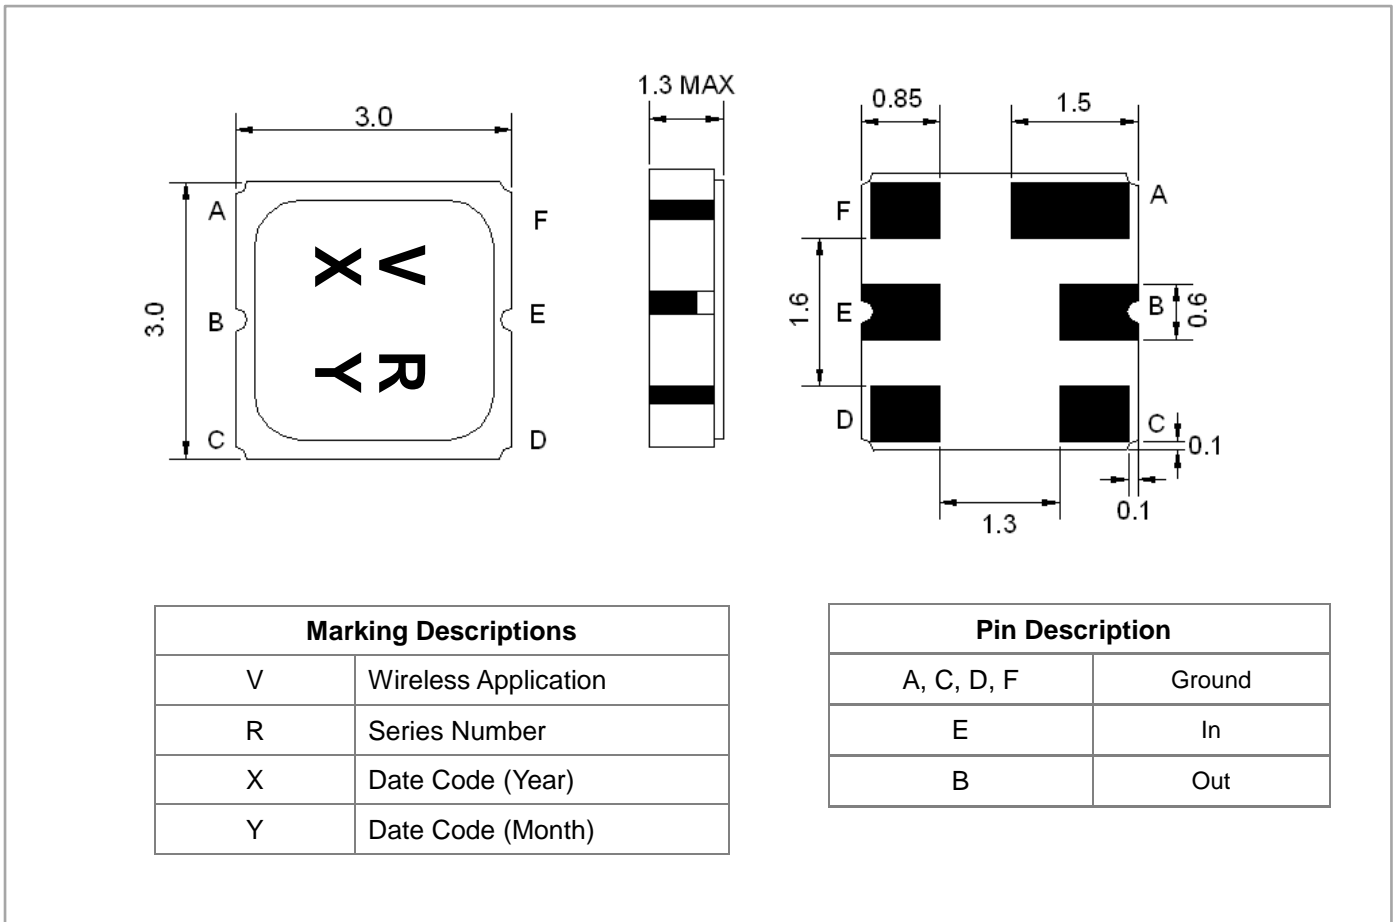 3.0
3.0
A
B
C
F
E
D
V
X
R
Y
1.3 MAX
0.85
1.5
F
E
D
A
B
C
1.6
0.6
0.1
0.1
1.3
Marking Descriptions
V Wireless Application
R Series Number
X Date Code (Year)
Y Date Code (Month)
Pin Description
A, C, D, F Ground
E In
B Out